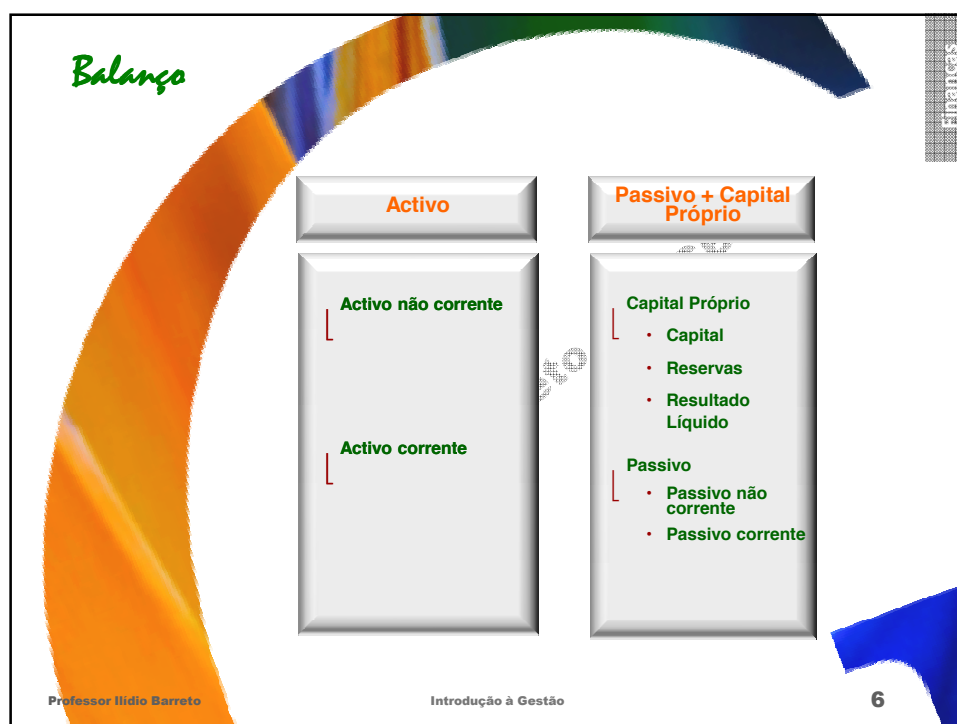 Balanço
Activo
Passivo + Capital
Próprio
Activo não corrente
Activo corrente
Capital Próprio
• Capital
• Reservas
• Resultado
Líquido
Passivo
• Passivo não
corrente
• Passivo corrente
Professor Ilídio Barreto
Introdução à Gestão
6